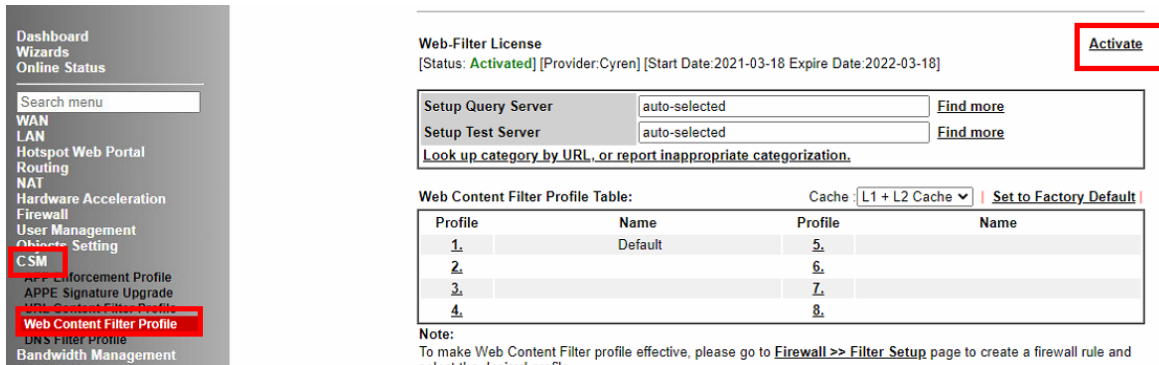 Dashboard
Wizards
Online Status
Search menu
WAN
LAN
Hotspot Web Portal
Routing
NAT
Hardware Acceleration
Firewall
User Management
Objects Setting
CSM
APP Enforcement Profile
APPE Signature Upgrade
URL Content Filter Profile
Web Content Filter Profile
DNS Filter Profile
Bandwidth Management
Web-Filter License
Activate
[Status: Activated] [Provider:Cyren] [Start Date:2021-03-18 Expire Date:2022-03-18]
Setup Query Server auto-selected Find more
Setup Test Server auto-selected Find more
Look up category by URL, or report inappropriate categorization.
Web Content Filter Profile Table: Cache : L1 + L2 Cache | Set to Factory Default |
Profile Name Profile Name
1. Default 5.
2. 6.
3. 7.
4. 8.
Note:
To make Web Content Filter profile effective, please go to Firewall >> Filter Setup page to create a firewall rule and